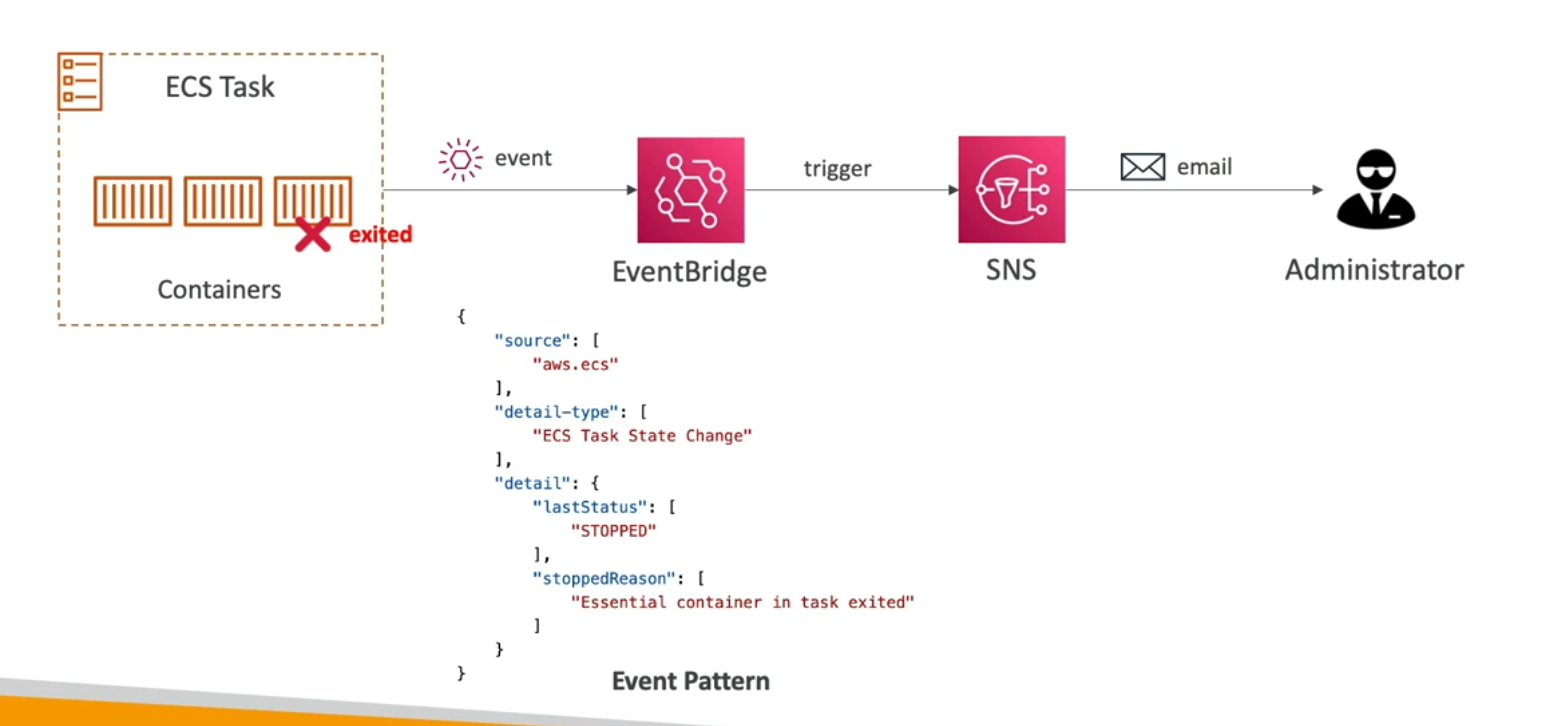 ECS Task
event
trigger
email
exited
Containers
EventBridge
SNS
Administrator
{
    "source": [
        "aws.ecs"
    ],
    "detail-type": [
        "ECS Task State Change"
    ],
    "detail": {
        "lastStatus": [
            "STOPPED"
        ],
        "stoppedReason": [
            "Essential container in task exited"
        ]
    }
}
Event Pattern